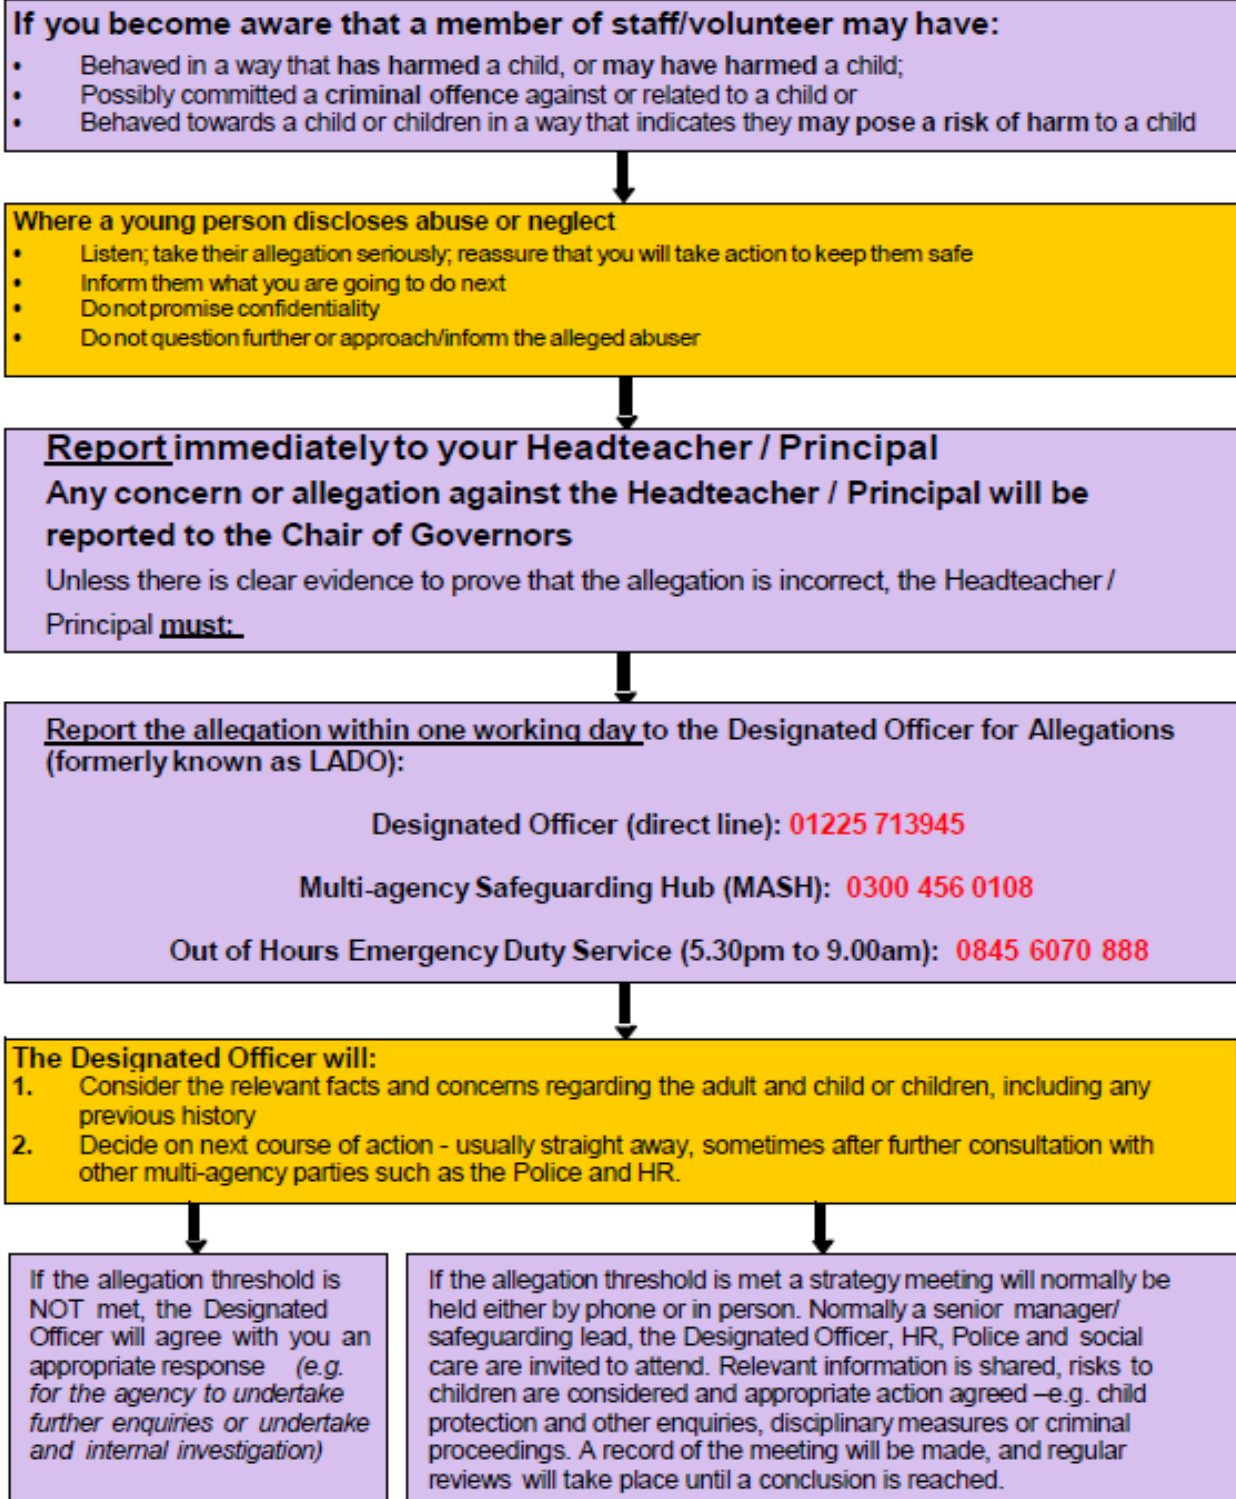 If you become aware that a member of staff/volunteer may have:
• Behaved in a way that has harmed a child, or may have harmed a child;
• Possibly committed a criminal offence against or related to a child or
• Behaved towards a child or children in a way that indicates they may pose a risk of harm to a child
Where a young person discloses abuse or neglect
• Listen; take their allegation seriously; reassure that you will take action to keep them safe
• Inform them what you are going to do next
• Do not promise confidentiality
• Do not question further or approach/inform the alleged abuser
Report immediately to your Headteacher / Principal
Any concern or allegation against the Headteacher / Principal will be
reported to the Chair of Governors
Unless there is clear evidence to prove that the allegation is incorrect, the Headteacher /
Principal must:
Report the allegation within one working day to the Designated Officer for Allegations
(formerly known as LADO):
Designated Officer (direct line): 01225 713945
Multi-agency Safeguarding Hub (MASH): 0300 456 0108
Out of Hours Emergency Duty Service (5.30pm to 9.00am): 0845 6070 888
The Designated Officer will:
1. Consider the relevant facts and concerns regarding the adult and child or children, including any
previous history
2. Decide on next course of action - usually straight away, sometimes after further consultation with
other multi-agency parties such as the Police and HR.
If the allegation threshold is
NOT met, the Designated
Officer will agree with you an
appropriate response (e.g.
for the agency to undertake
further enquiries or undertake
and internal investigation)
If the allegation threshold is met a strategy meeting will normally be
held either by phone or in person. Normally a senior manager/
safeguarding lead, the Designated Officer, HR, Police and social
care are invited to attend. Relevant information is shared, risks to
children are considered and appropriate action agreed –e.g. child
protection and other enquiries, disciplinary measures or criminal
proceedings. A record of the meeting will be made, and regular
reviews will take place until a conclusion is reached.